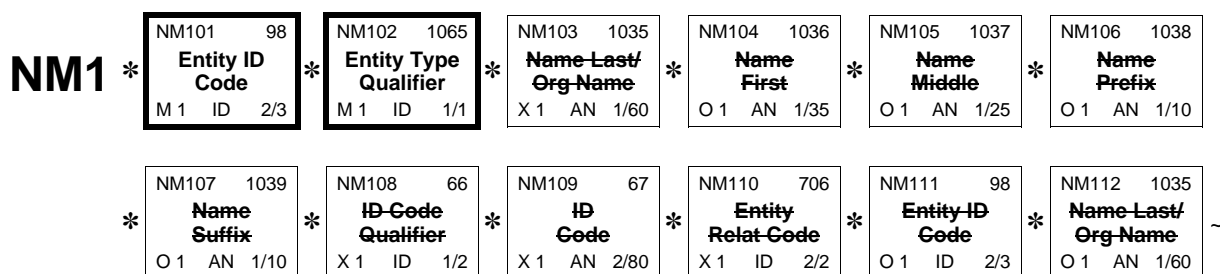 NM1 * NM101 98 * NM102 1065 * NM103 1035 * NM104 1036 * NM105 1037 * NM106 1038
Entity ID Entity Type Name Last/ Name Name Name
Code Qualifier Org Name First Middle Prefix
M 1 ID 2/3 M 1 ID 1/1 X 1 AN 1/60 O 1 AN 1/35 O 1 AN 1/25 O 1 AN 1/10
* NM107 1039 * NM108 66 * NM109 67 * NM110 706 * NM111 98 * NM112 1035 ~
Name ID Code ID Entity Entity ID Name Last/
Suffix Qualifier Code Relat Code Code Org Name
O 1 AN 1/10 X 1 ID 1/2 X 1 AN 2/80 X 1 ID 2/2 O 1 ID 2/3 O 1 AN 1/60